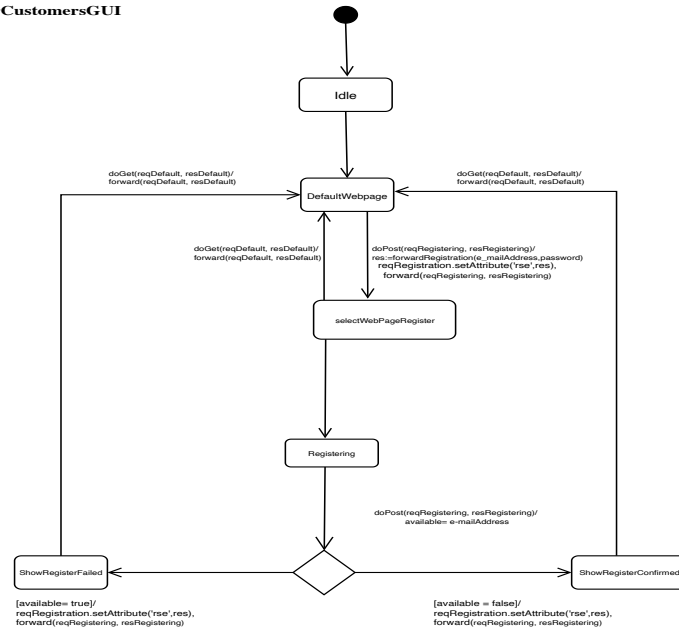 CustomersGUI
Idle
doGet(reqDefault, resDefault)/
forward(reqDefault, resDefault)
doGet(reqDefault, resDefault)/
forward(reqDefault, resDefault)
DefaultWebpage
doGet(reqDefault, resDefault)/
forward(reqDefault, resDefault)
doPost(reqRegistering, resRegistering)/
res:=forwardRegistration(e_mailAddress,password)
reqRegistration.setAttribute('rse',res),
forward(reqRegistering, resRegistering)
selectWebPageRegister
Registering
doPost(reqRegistering, resRegistering)/
available= e-mailAddress
ShowRegisterFailed
ShowRegisterConfirmed
[available= true]/
reqRegistration.setAttribute('rse',res),
forward(reqRegistering, resRegistering)
[available = false]/
reqRegistration.setAttribute('rse',res),
forward(reqRegistering, resRegistering)